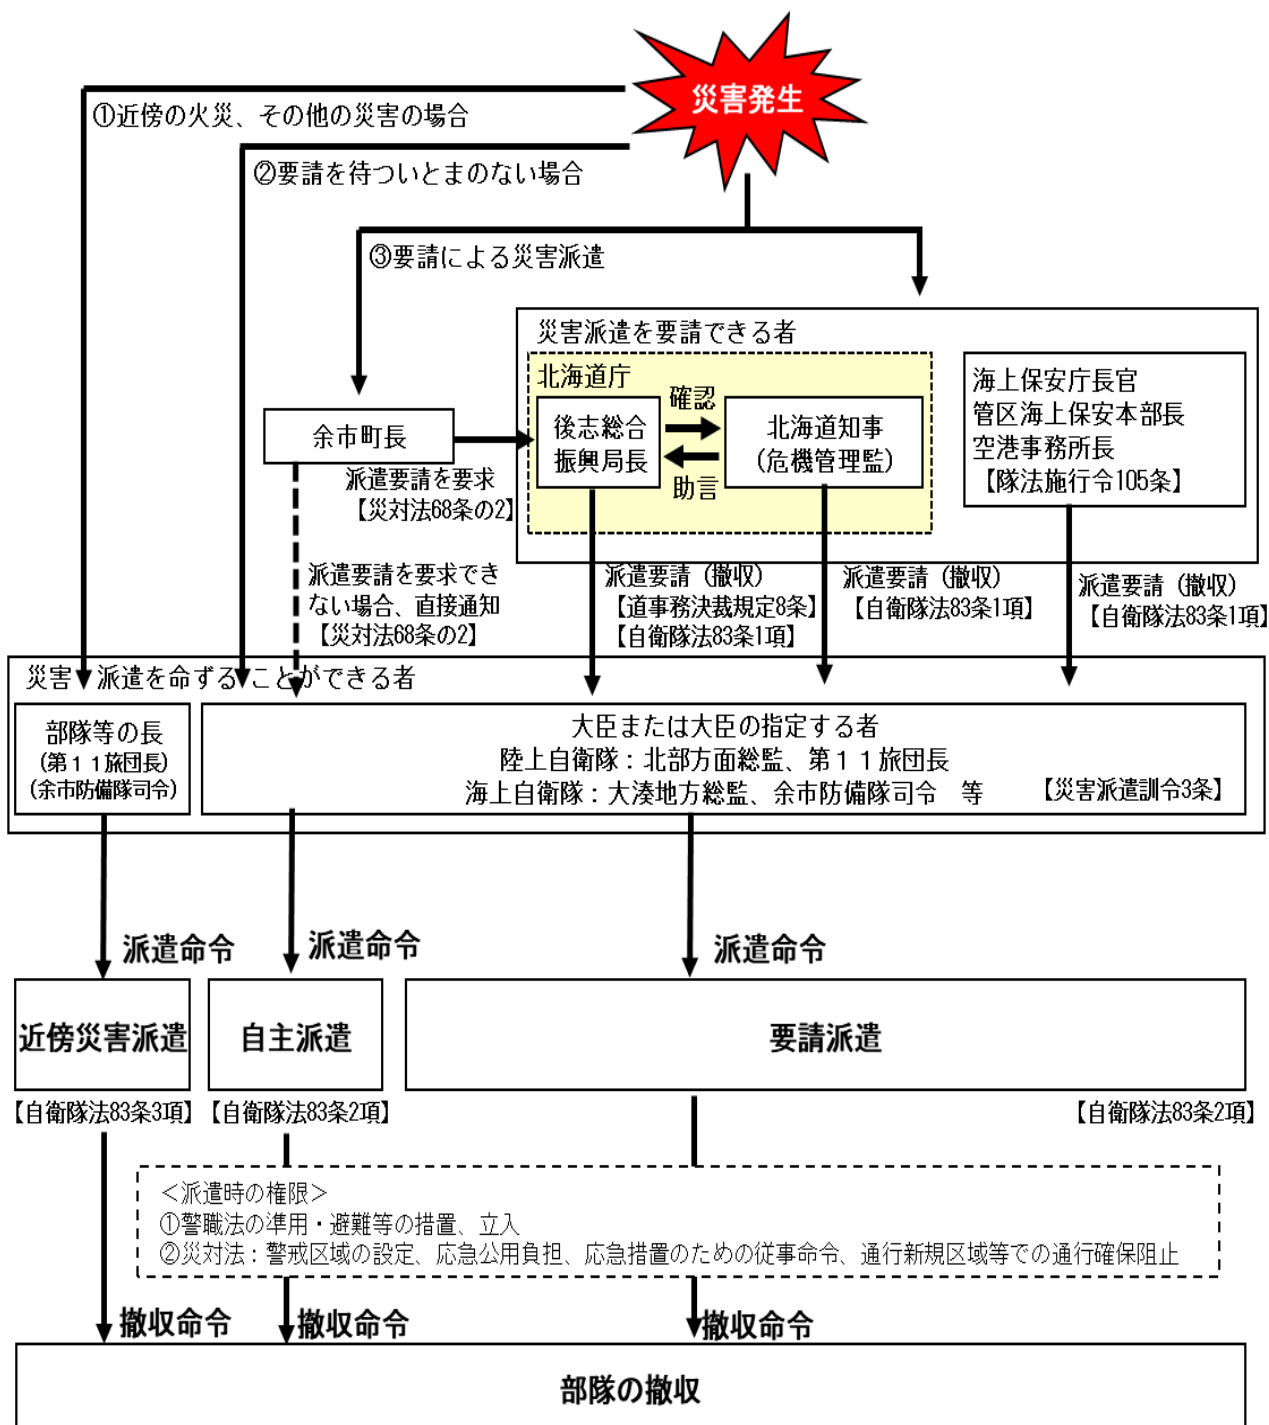 災害発生
①近傍の火災、その他の災害の場合
②要請を待ついとまのない場合
③要請による災害派遣
災害派遣を要請できる者
北海道庁
余市町長
後志総合
振興局長
確認
助言
北海道知事
(危機管理監)
海上保安庁長官
管区海上保安本部長
空港事務所長
【隊法施行令105条】
派遣要請を要求
【災対法68条の2】
派遣要請を要求でき
ない場合、直接通知
【災対法68条の2】
派遣要請（撤収）
【道事務決裁規定8条】
【自衛隊法83条1項】
派遣要請（撤収）
【自衛隊法83条1項】
派遣要請（撤収）
【自衛隊法83条1項】
災害 派遣を命ずる ことができる者
部隊等の長
(第11旅団長)
(余市防備隊司令)
大臣または大臣の指定する者
陸上自衛隊：北部方面総監、第11旅団長
海上自衛隊：大湊地方総監、余市防備隊司令 等
【災害派遣訓令3条】
派遣命令
派遣命令
派遣命令
近傍災害派遣
自主派遣
要請派遣
【自衛隊法83条3項】
【自衛隊法83条2項】
【自衛隊法83条2項】
＜派遣時の権限＞
①警職法の準用・避難等の措置、立入
②災対法：警戒区域の設定、応急公用負担、応急措置のための従事命令、通行新規区域等での通行確保阻止
撤収命令
撤収命令
撤収命令
部隊の撤収